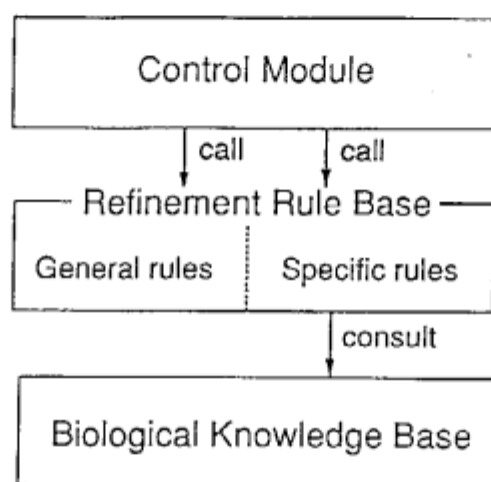 Control Module
call call
Refinement Rule Base
General rules Specific rules
consult
Biological Knowledge Base